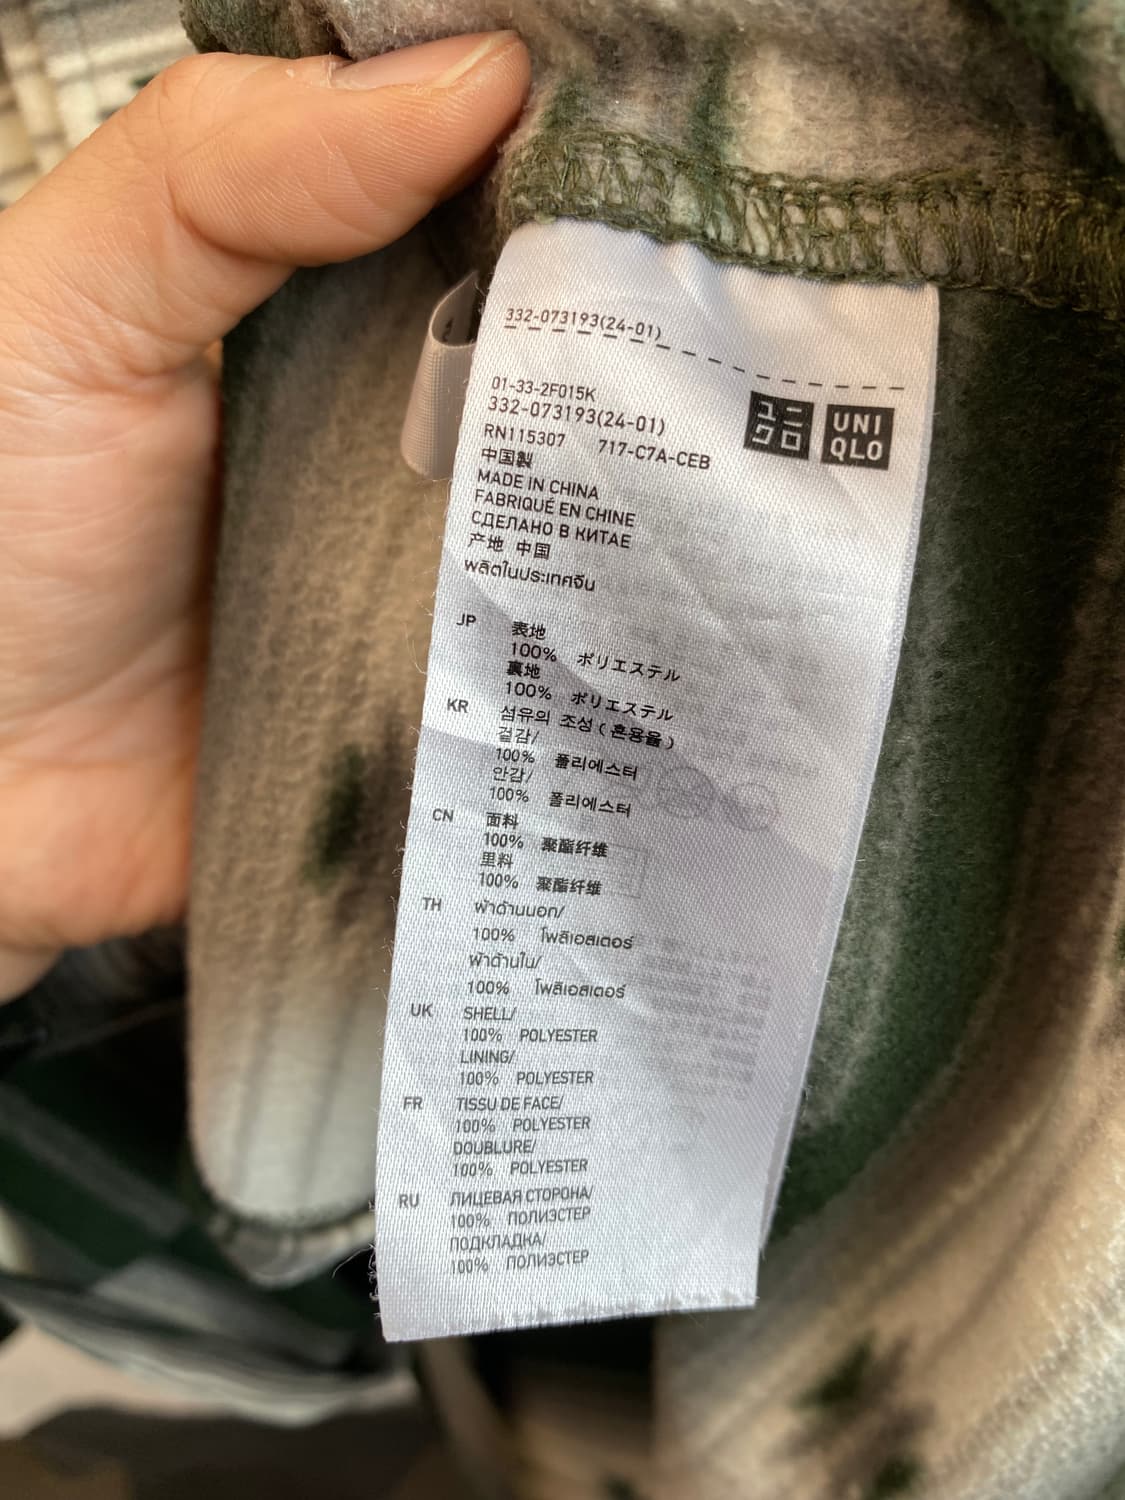 332-073193(24-01)
01-33-2F015K
332-073193(24-01)
RN115307 717-C7A-CEB
ユニクロ
UNIQLO
中国製
MADE IN CHINA
FABRIQUÉ EN CHINE
СДЕЛАНО В КИТАЕ
产地 中国
ผลิตในประเทศจีน
JP 表地
100% ポリエステル
裏地
100% ポリエステル
KR 섬유의 조성 ( 혼용율 )
겉감/
100% 폴리에스터
안감/
100% 폴리에스터
CN 面料
100% 聚酯纤维
里料
100% 聚酯纤维
TH ผ้าด้านนอก/
100% โพลิเอสเตอร์
ผ้าด้านใน/
100% โพลิเอสเตอร์
UK SHELL/
100% POLYESTER
LINING/
100% POLYESTER
FR TISSU DE FACE/
100% POLYESTER
DOUBLURE/
100% POLYESTER
RU ЛИЦЕВАЯ СТОРОНА/
100% ПОЛИЭСТЕР
ПОДКЛАДКА/
100% ПОЛИЭСТЕР